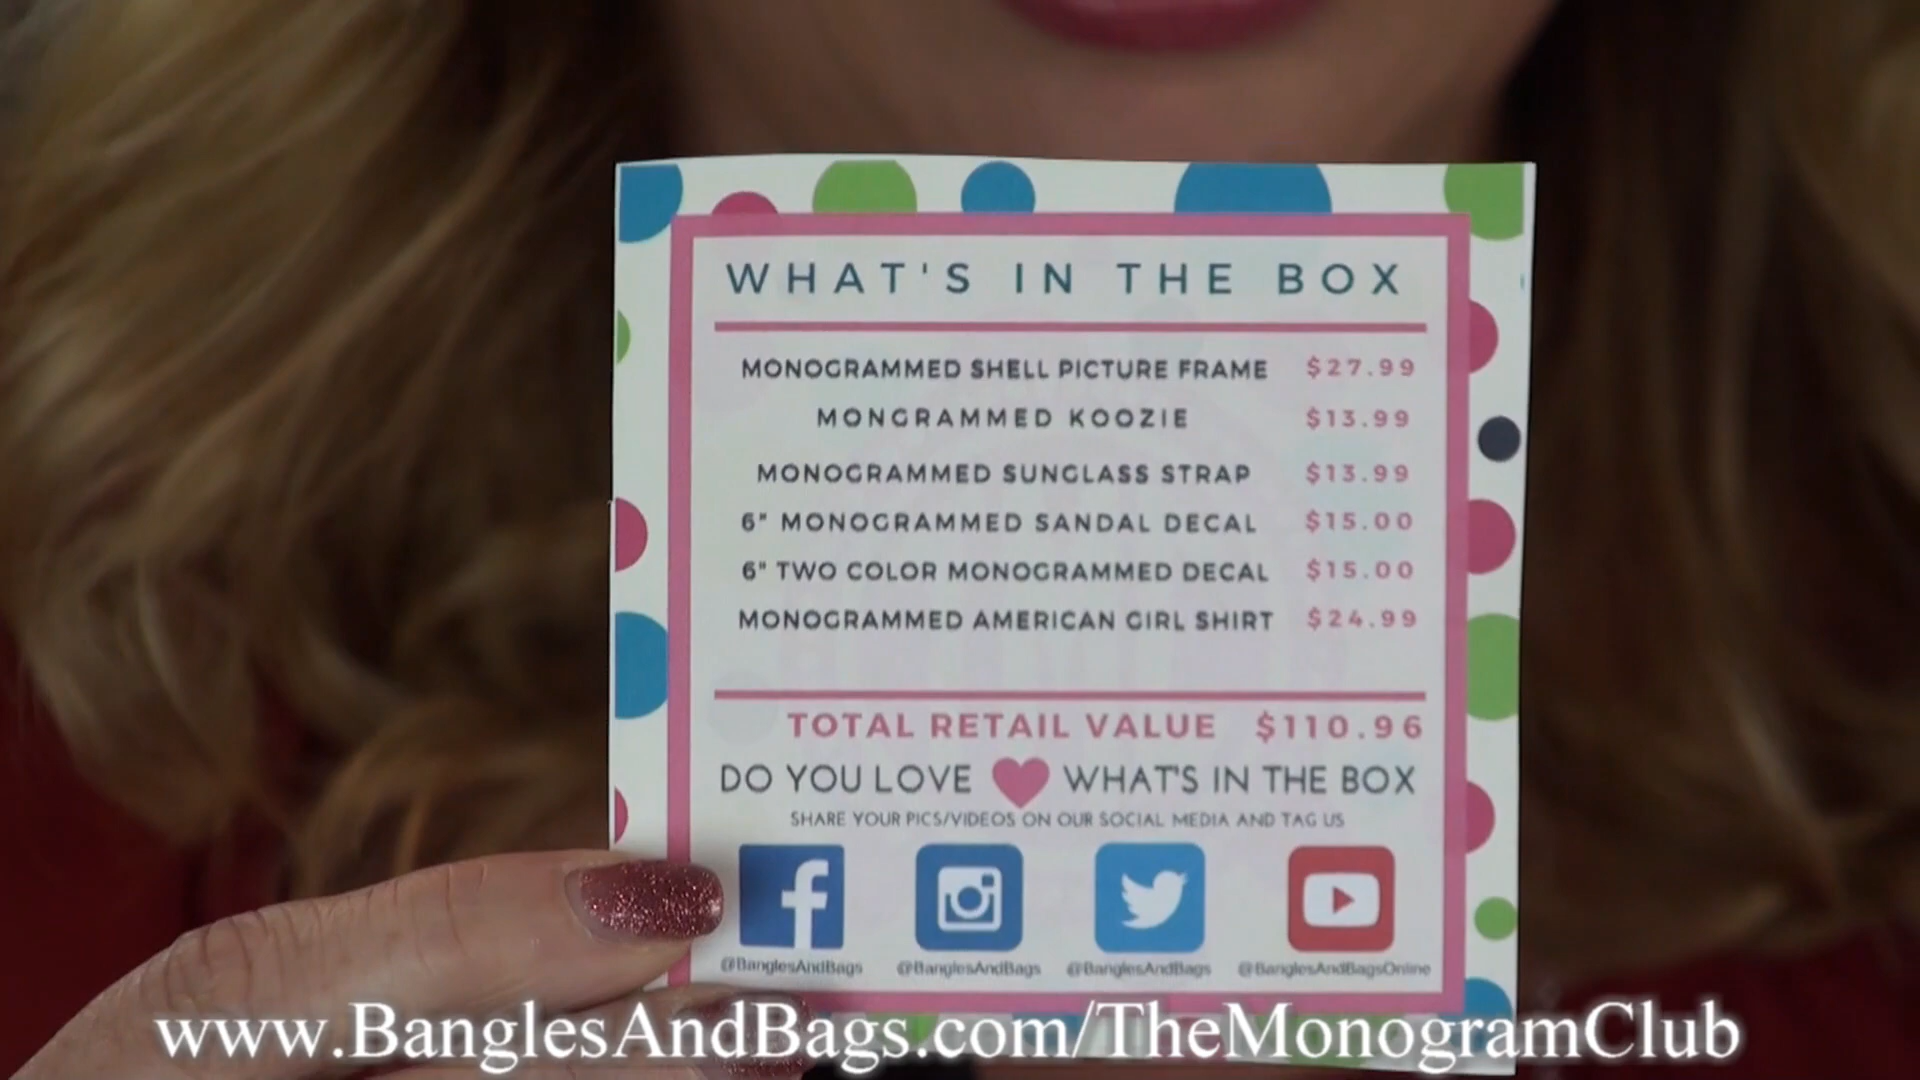 WHAT'S IN THE BOX
MONOGRAMMED SHELL PICTURE FRAME $27.99
MONGRAMMED KOOZIE $13.99
MONOGRAMMED SUNGLASS STRAP $13.99
6" MONOGRAMMED SANDAL DECAL $15.00
6" TWO COLOR MONOGRAMMED DECAL $15.00
MONOGRAMMED AMERICAN GIRL SHIRT $24.99
TOTAL RETAIL VALUE $110.96
DO YOU LOVE WHAT'S IN THE BOX
SHARE YOUR PICS/VIDEOS ON OUR SOCIAL MEDIA AND TAG US
@BanglesAndBags @BanglesAndBags @BanglesAndBags @BanglesAndBagsOnline
www.BanglesAndBags.com/TheMonogramClub